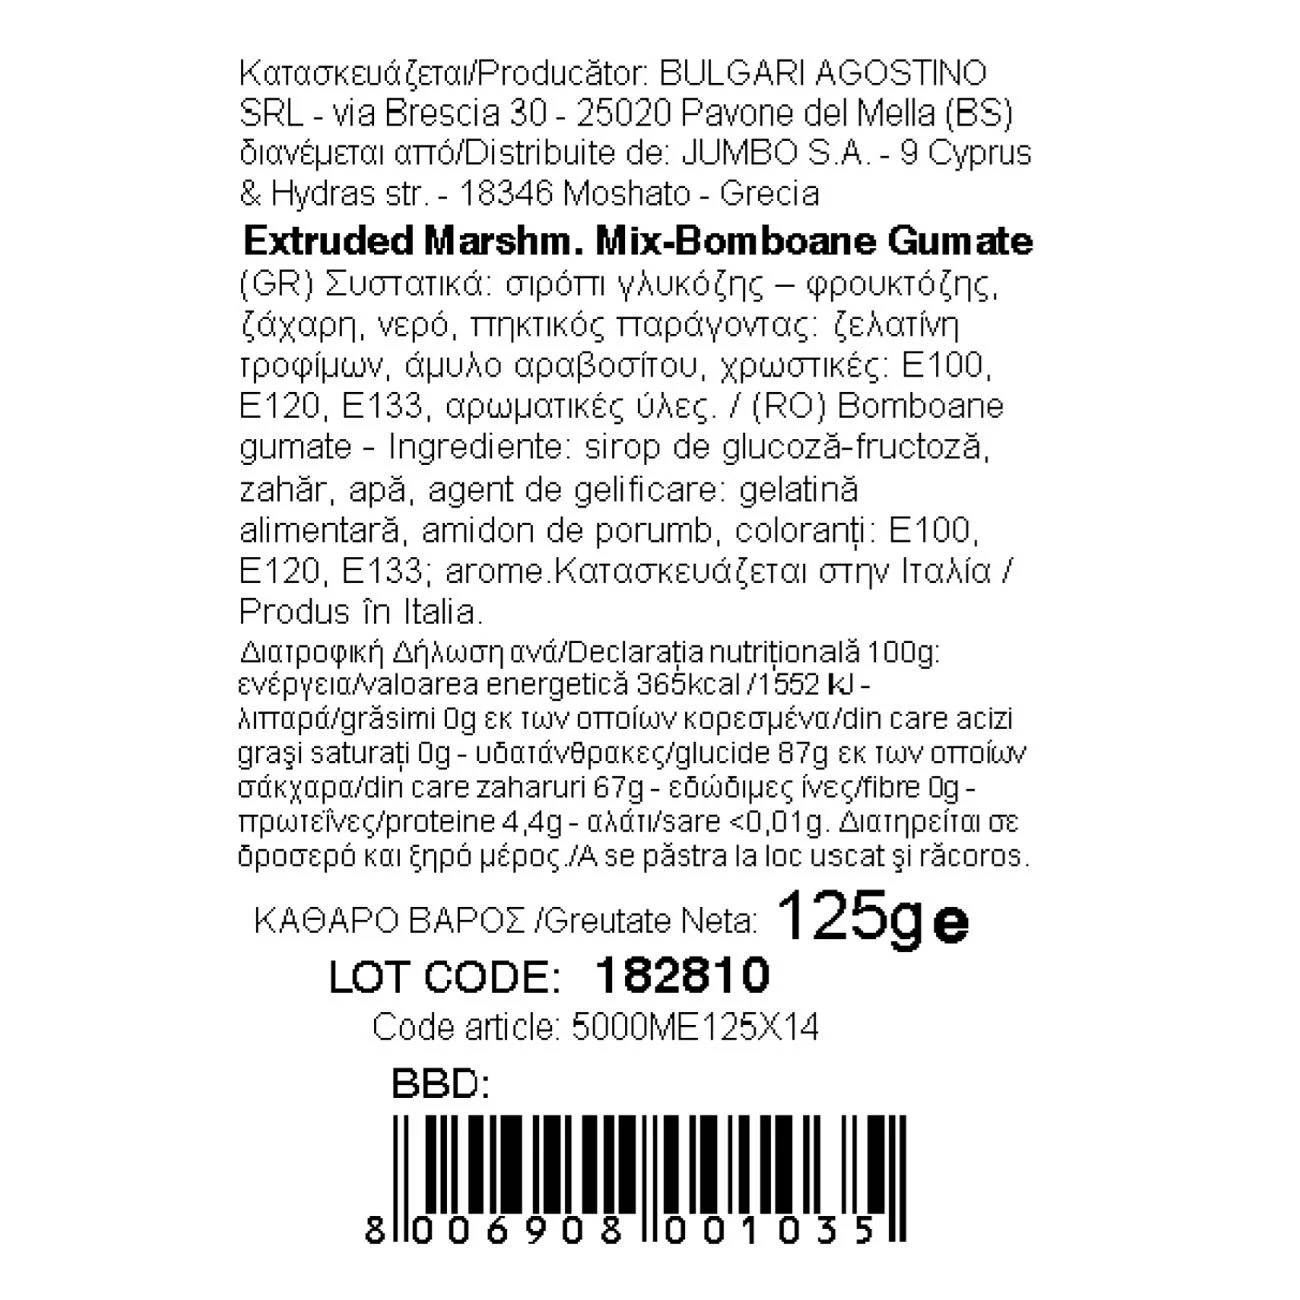 Κατασκευάζεται/Producător: BULGARI AGOSTINO
SRL - via Brescia 30 - 25020 Pavone del Mella (BS)
διανέμεται από/Distribuite de: JUMBO S.A. - 9 Cyprus
& Hydras str. - 18346 Moshato - Grecia
Extruded Marshm. Mix-Bomboane Gumate
(GR) Συστατικά: σιρόπι γλυκόζης – φρουκτόζης,
ζάχαρη, νερό, πηκτικός παράγοντας: ζελατίνη
τροφίμων, άμυλο αραβοσίτου, χρωστικές: E100,
E120, E133, αρωματικές ύλες. / (RO) Bomboane
gumate - Ingrediente: sirop de glucoză-fructoză,
zahăr, apă, agent de gelificare: gelatină
alimentară, amidon de porumb, coloranți: E100,
E120, E133; arome.Κατασκευάζεται στην Ιταλία /
Produs în Italia.
Διατροφική Δήλωση ανά/Declarația nutrițională 100g:
ενέργεια/valoarea energetică 365kcal /1552 kJ -
λιπαρά/grăsimi 0g εκ των οποίων κορεσμένα/din care acizi
grași saturați 0g - υδατάνθρακες/glucide 87g εκ των οποίων
σάκχαρα/din care zaharuri 67g - εδώδιμες ίνες/fibre 0g -
πρωτεΐνες/proteine 4,4g - αλάτι/sare <0,01g. Διατηρείται σε
δροσερό και ξηρό μέρος./A se păstra la loc uscat și răcoros.
ΚΑΘΑΡΟ ΒΑΡΟΣ /Greutate Neta: 125g e
LOT CODE: 182810
Code article: 5000ME125X14
BBD:
8 006908 001035